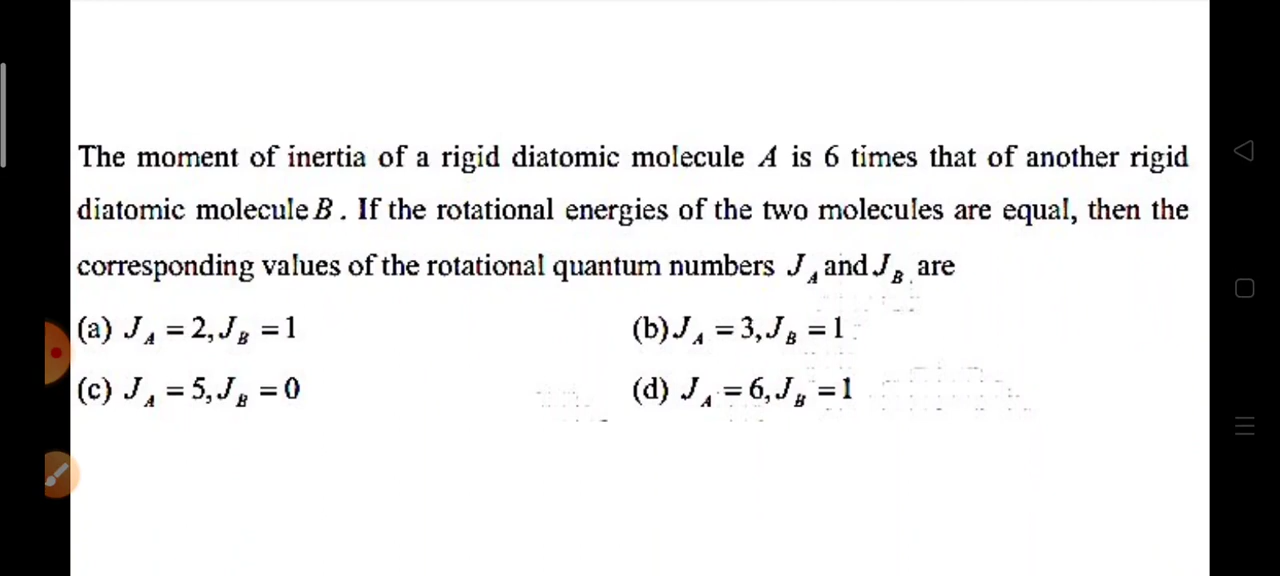 The moment of inertia of a rigid diatomic molecule A is 6 times that of another rigid
diatomic molecule B . If the rotational energies of the two molecules are equal, then the
corresponding values of the rotational quantum numbers J_A and J_B are
(a) J_A = 2, J_B = 1 (b) J_A = 3, J_B = 1
(c) J_A = 5, J_B = 0 (d) J_A = 6, J_B = 1